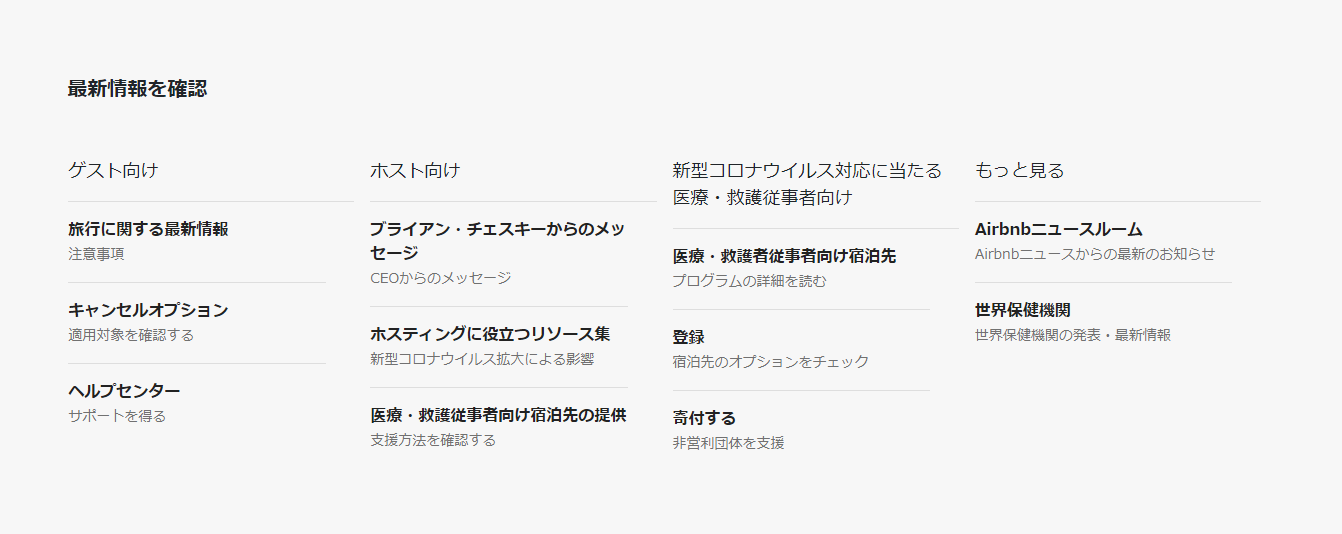 最新情報を確認
ゲスト向け
旅行に関する最新情報
注意事項
キャンセルオプション
適用対象を確認する
ヘルプセンター
サポートを得る
ホスト向け
ブライアン・チェスキーからのメッ
セージ
CEOからのメッセージ
ホスティングに役立つリソース集
新型コロナウイルス拡大による影響
医療・救護従事者向け宿泊先の提供
支援方法を確認する
新型コロナウイルス対応に当たる
医療・救護従事者向け
医療・救護者従事者向け宿泊先
プログラムの詳細を読む
登録
宿泊先のオプションをチェック
寄付する
非営利団体を支援
もっと見る
Airbnbニュースルーム
Airbnbニュースからの最新のお知らせ
世界保健機関
世界保健機関の発表・最新情報